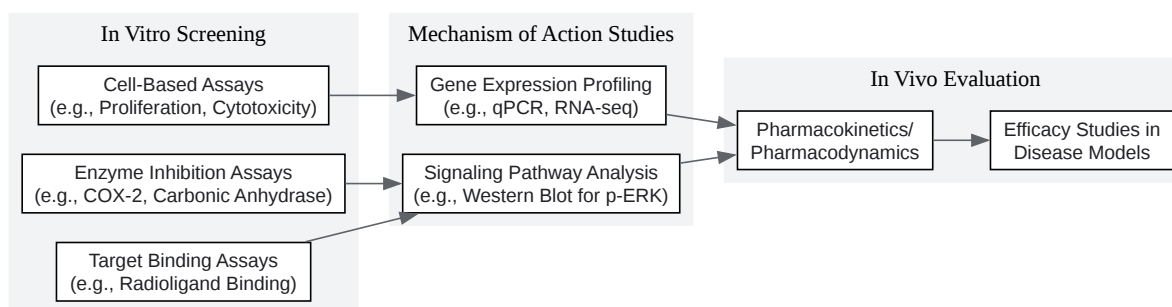 In Vitro Screening
Cell-Based Assays
(e.g., Proliferation, Cytotoxicity)
Enzyme Inhibition Assays
(e.g., COX-2, Carbonic Anhydrase)
Target Binding Assays
(e.g., Radioligand Binding)
Mechanism of Action Studies
Gene Expression Profiling
(e.g., qPCR, RNA-seq)
Signaling Pathway Analysis
(e.g., Western Blot for p-ERK)
In Vivo Evaluation
Pharmacokinetics/
Pharmacodynamics
Efficacy Studies in
Disease Models